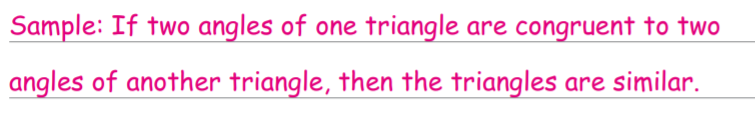 Sample: If two angles of one triangle are congruent to two
angles of another triangle, then the triangles are similar.